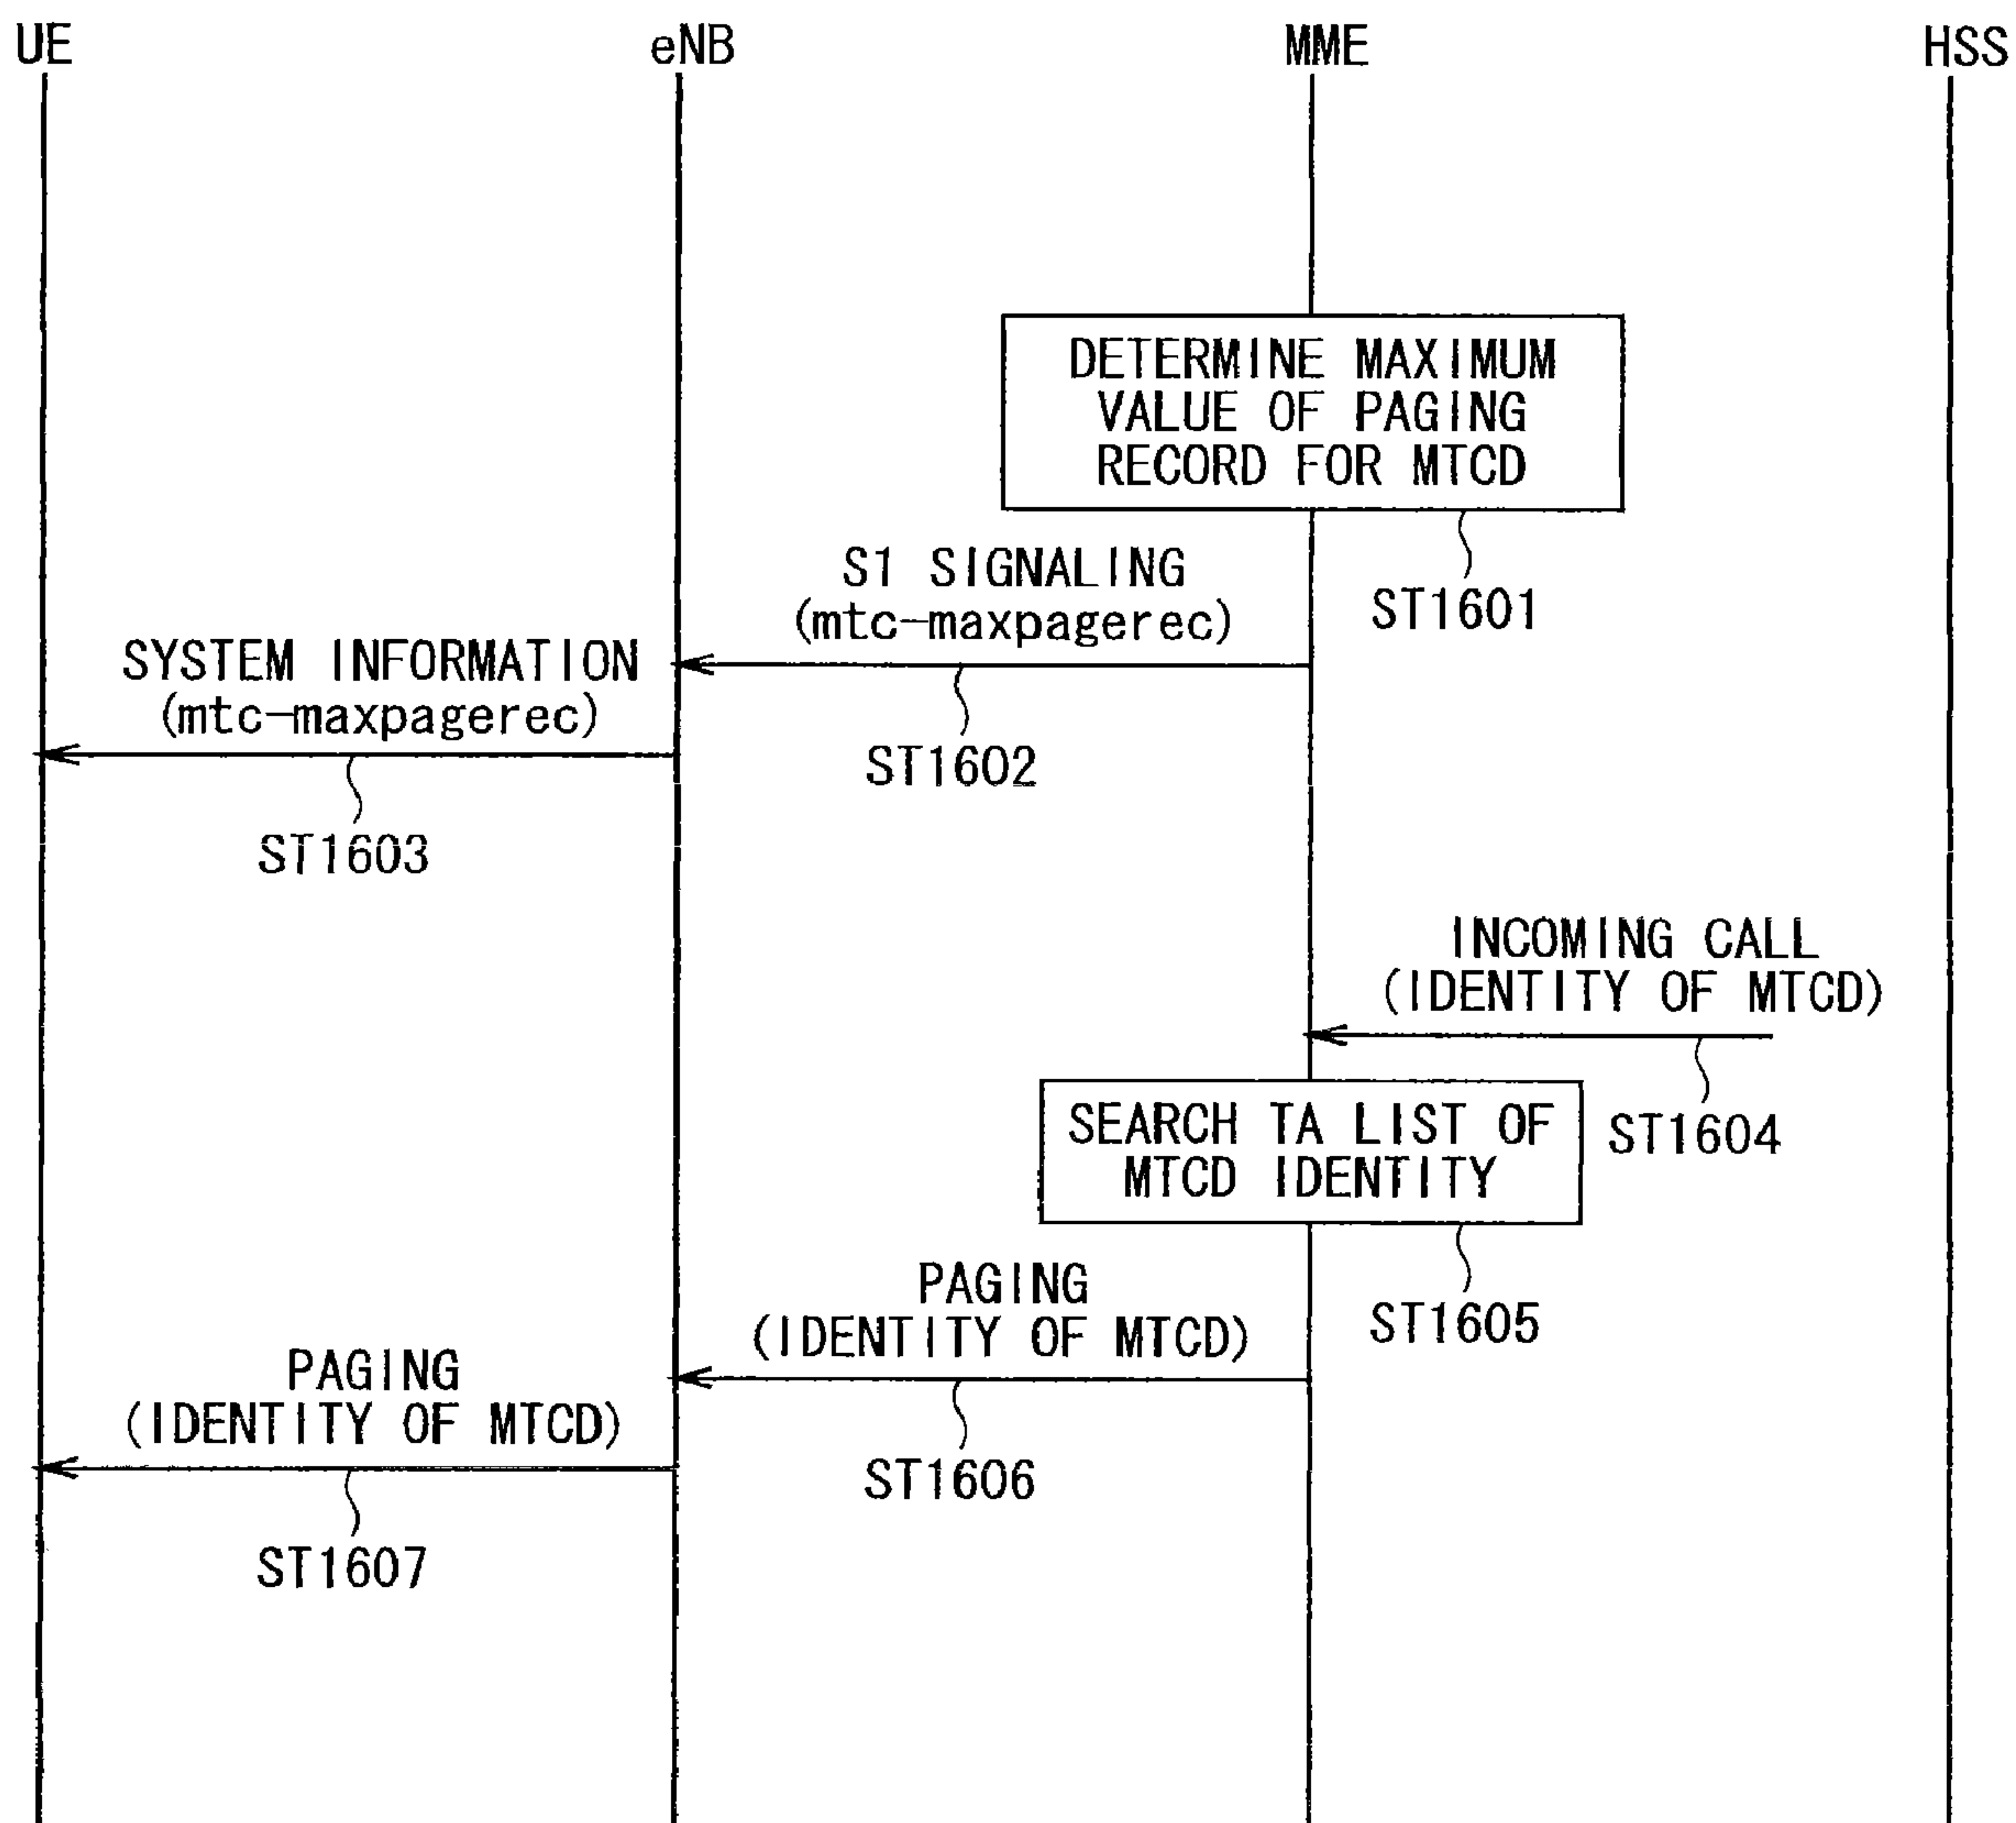 UE
eNB
MME
HSS
DETERMINE MAXIMUM
VALUE OF PAGING
RECORD FOR MTCD
ST1601
S1 SIGNALING
(mtc-maxpagerec)
ST1602
SYSTEM INFORMATION
(mtc-maxpagerec)
ST1603
INCOMING CALL
(IDENTITY OF MTCD)
ST1604
SEARCH TA LIST OF
MTCD IDENTITY
ST1605
PAGING
(IDENTITY OF MTCD)
ST1606
PAGING
(IDENTITY OF MTCD)
ST1607